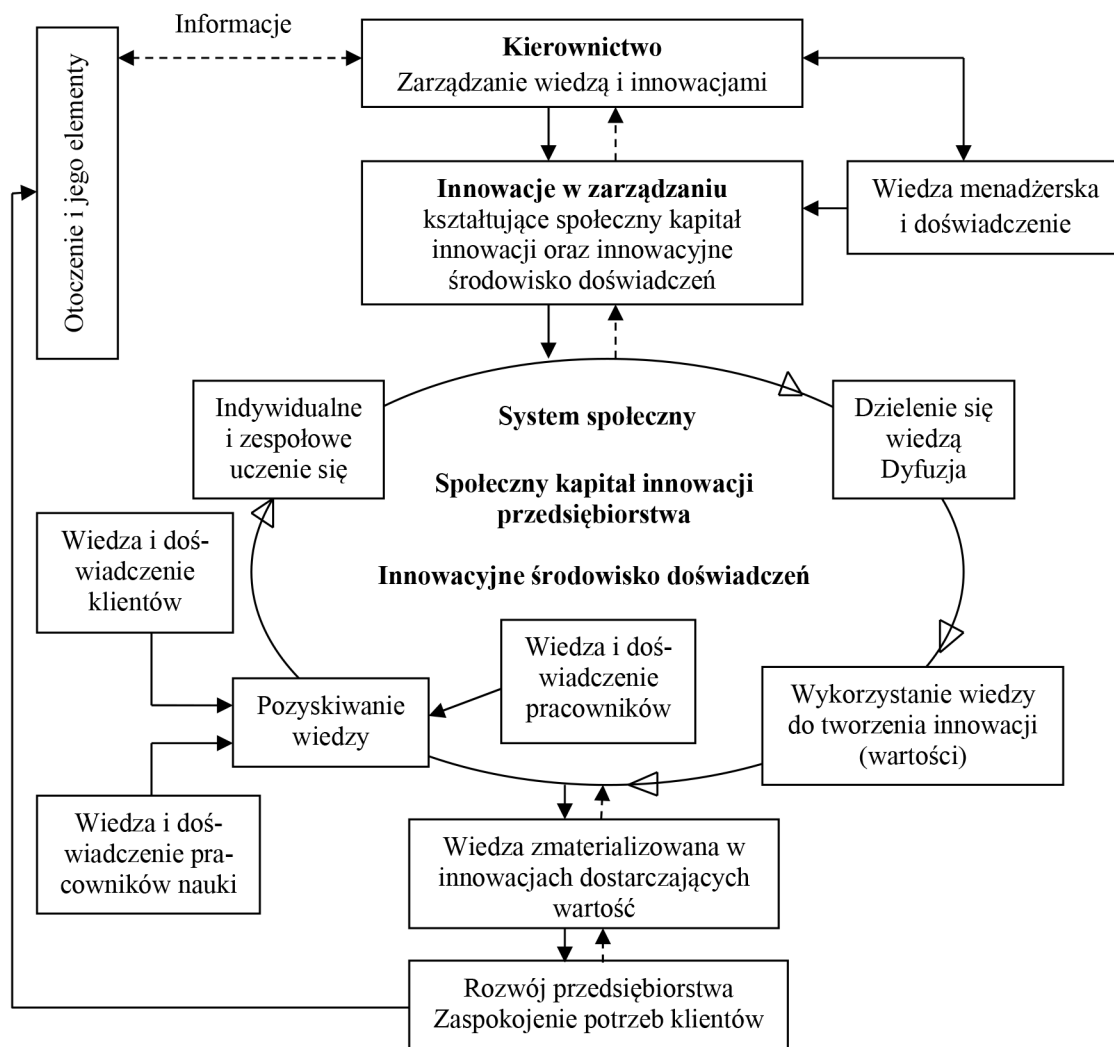 Informacje
Otoczenie i jego elementy
Kierownictwo
Zarządzanie wiedzą i innowacjami
Innowacje w zarządzaniu
kształtujące społeczny kapitał
innowacji oraz innowacyjne
środowisko doświadczeń
Wiedza menadżerska
i doświadczenie
Indywidualne
i zespołowe
uczenie się
System społeczny
Społeczny kapitał innowacji
przedsiębiorstwa
Innowacyjne środowisko doświadczeń
Dzielenie się
wiedzą
Dyfuzja
Wiedza i doś-
wiadczenie
klientów
Wiedza i doś-
wiadczenie
pracowników
Pozyskiwanie
wiedzy
Wykorzystanie wiedzy
do tworzenia innowacji
(wartości)
Wiedza i doś-
wiadczenie pra-
cowników nauki
Wiedza zmaterializowana w
innowacjach dostarczających
wartość
Rozwój przedsiębiorstwa
Zaspokojenie potrzeb klientów